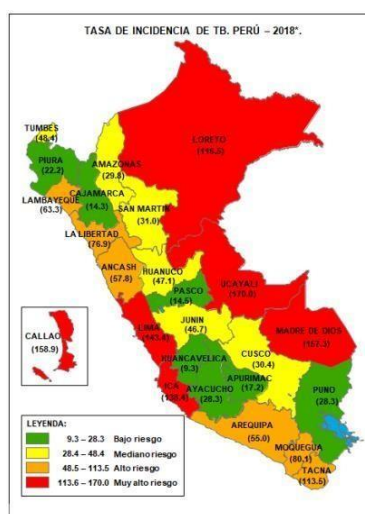 TASA DE INCIDENCIA DE TB. PERÚ – 2018*.
TUMBES
(48.4)
LORETO
PIURA
(22.2)
AMAZONAS
(29.8)
CAJAMARCA
(14.3)
LAMBAYEQUE
(63.3)
SAN MARTIN
(31.0)
LA LIBERTAD
(76.9)
ANCASH
(57.8)
HUANUCO
(47.1)
UCAYALI
(170.0)
PASCO
(14.5)
LIMA
JUNIN
(46.7)
MADRE DE DIOS
(157.3)
CALLAO
(158.9)
HUANCAVELICA
(9.3)
CUSCO
(30.4)
ICA
AYACUCHO
APURIMAC
(17.2)
PUNO
(28.3)
AREQUIPA
(55.0)
MOQUEGUA
(80.1)
TACNA
(113.5)
LEYENDA:
9.3 – 28.3 Bajo riesgo
28.4 – 48.4 Mediano riesgo
48.5 – 113.5 Alto riesgo
113.6 – 170.0 Muy alto riesgo